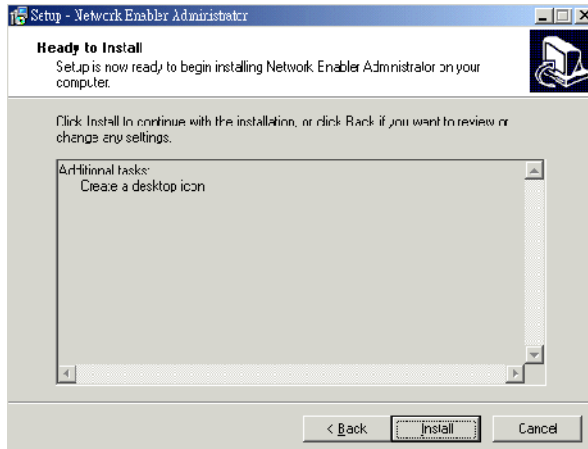 Setup - Network Enabler Administrator
Ready to Install
Setup is now ready to begin installing Network Enabler Administrator on your
computer.
Click Install to continue with the installation, or click Back if you want to review or
change any settings.
Additional tasks:
Create a desktop icon
< Back
Install
Cancel